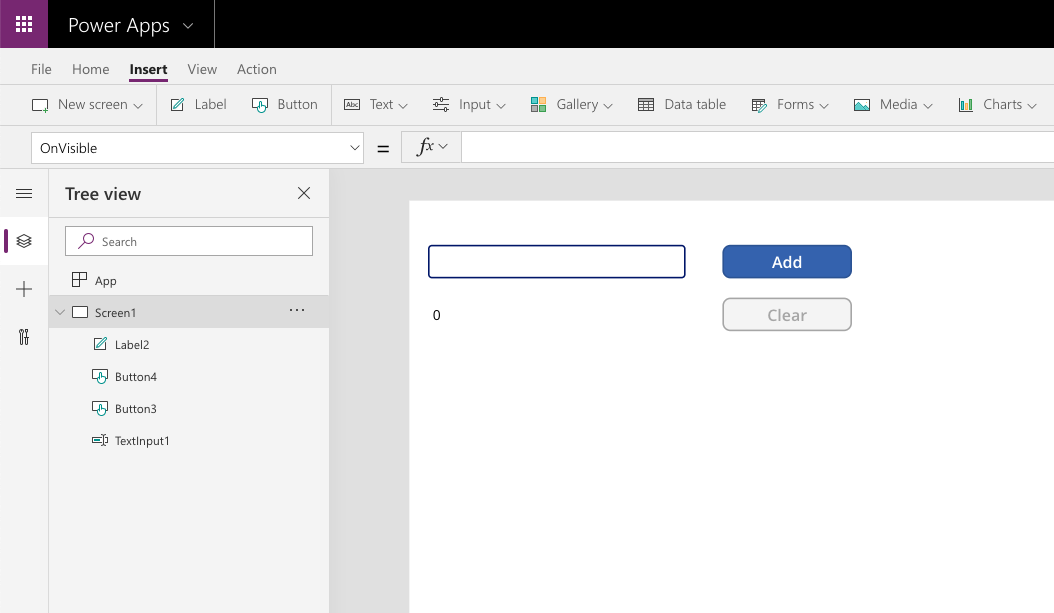 Power Apps
File Home Insert View Action
New screen Label Button Abc Text Input Gallery Data table Forms Media Charts
OnVisible = fx
Tree view
Search
App
Screen1
Label2
Button4
Button3
TextInput1
Add
0
Clear